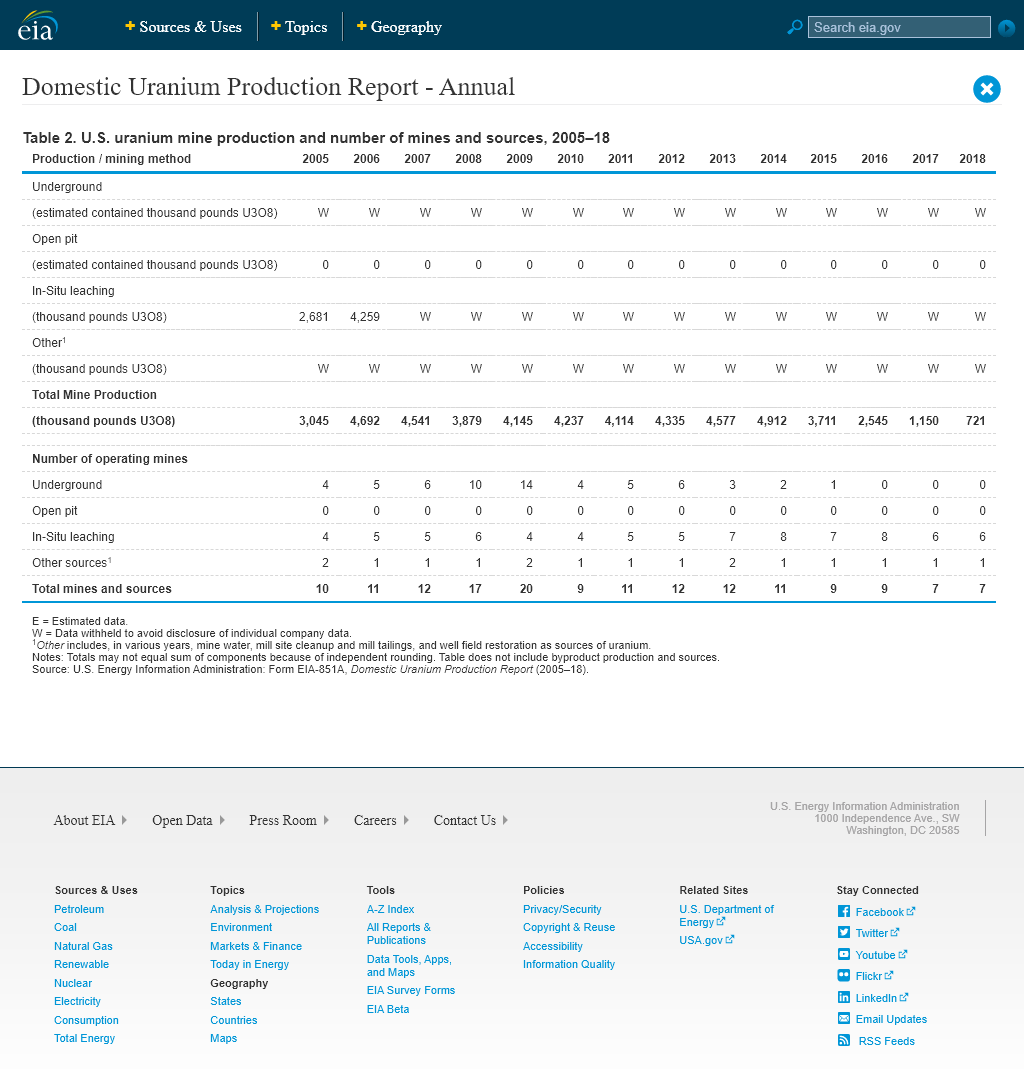 eia
Sources & Uses
Topics
Geography
Search eia.gov
Domestic Uranium Production Report - Annual
Table 2. U.S. uranium mine production and number of mines and sources, 2005–18
Production / mining method 2005 2006 2007 2008 2009 2010 2011 2012 2013 2014 2015 2016 2017 2018
Underground
(estimated contained thousand pounds U3O8) W W W W W W W W W W W W W W
Open pit
(estimated contained thousand pounds U3O8) 0 0 0 0 0 0 0 0 0 0 0 0 0 0
In-Situ leaching
(thousand pounds U3O8) 2,681 4,259 W W W W W W W W W W W W
Other¹
(thousand pounds U3O8) W W W W W W W W W W W W W W
Total Mine Production
(thousand pounds U3O8) 3,045 4,692 4,541 3,879 4,145 4,237 4,114 4,335 4,577 4,912 3,711 2,545 1,150 721
Number of operating mines
Underground 4 5 6 10 14 4 5 6 3 2 1 0 0 0
Open pit 0 0 0 0 0 0 0 0 0 0 0 0 0 0
In-Situ leaching 4 5 5 6 4 4 5 5 7 8 7 8 6 6
Other sources¹ 2 1 1 1 2 1 1 1 2 1 1 1 1 1
Total mines and sources 10 11 12 17 20 9 11 12 12 11 9 9 7 7
E = Estimated data.
W = Data withheld to avoid disclosure of individual company data.
¹Other includes, in various years, mine water, mill site cleanup and mill tailings, and well field restoration as sources of uranium.
Notes: Totals may not equal sum of components because of independent rounding. Table does not include byproduct production and sources.
Source: U.S. Energy Information Administration: Form EIA-851A, Domestic Uranium Production Report (2005–18).
About EIA
Open Data
Press Room
Careers
Contact Us
U.S. Energy Information Administration
1000 Independence Ave., SW
Washington, DC 20585
Sources & Uses
Petroleum
Coal
Natural Gas
Renewable
Nuclear
Electricity
Consumption
Total Energy
Topics
Analysis & Projections
Environment
Markets & Finance
Today in Energy
Geography
States
Countries
Maps
Tools
A-Z Index
All Reports &
Publications
Data Tools, Apps,
and Maps
EIA Survey Forms
EIA Beta
Policies
Privacy/Security
Copyright & Reuse
Accessibility
Information Quality
Related Sites
U.S. Department of
Energy
USA.gov
Stay Connected
Facebook
Twitter
Youtube
Flickr
LinkedIn
Email Updates
RSS Feeds